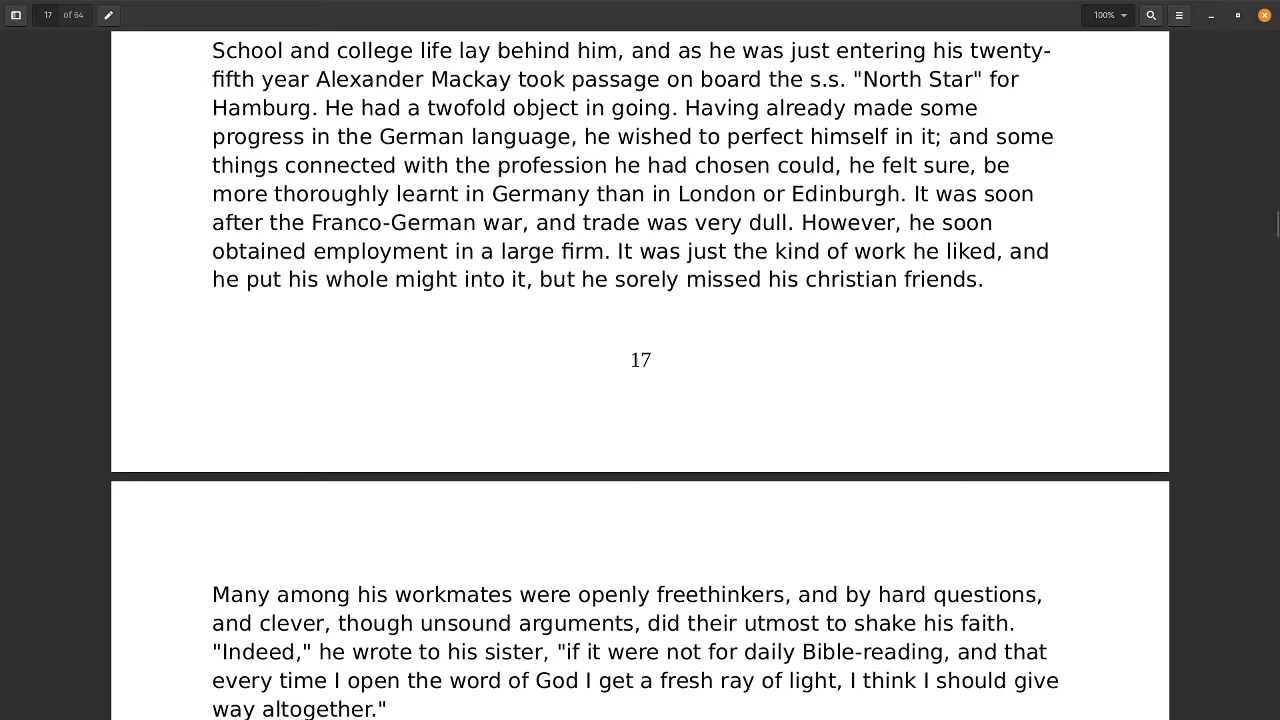 17 of 64
100%
School and college life lay behind him, and as he was just entering his twenty-
fifth year Alexander Mackay took passage on board the s.s. "North Star" for
Hamburg. He had a twofold object in going. Having already made some
progress in the German language, he wished to perfect himself in it; and some
things connected with the profession he had chosen could, he felt sure, be
more thoroughly learnt in Germany than in London or Edinburgh. It was soon
after the Franco-German war, and trade was very dull. However, he soon
obtained employment in a large firm. It was just the kind of work he liked, and
he put his whole might into it, but he sorely missed his christian friends.
17
Many among his workmates were openly freethinkers, and by hard questions,
and clever, though unsound arguments, did their utmost to shake his faith.
"Indeed," he wrote to his sister, "if it were not for daily Bible-reading, and that
every time I open the word of God I get a fresh ray of light, I think I should give
way altogether."